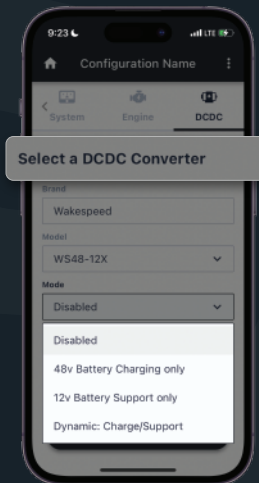 9:23
LTE
Configuration Name
System
Engine
DCDC
Select a DCDC Converter
Brand
Wakespeed
Model
WS48-12X
Mode
Disabled
Disabled
48v Battery Charging only
12v Battery Support only
Dynamic: Charge/Support